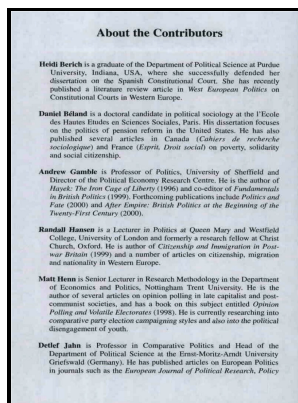 About the Contributors
Heidi Berich is a graduate of the Department of Political Science at Purdue
University, Indiana, USA, where she successfully defended her
dissertation on the Spanish Constitutional Court. She has recently
published a literature review article in West European Politics on
Constitutional Courts in Western Europe.
Daniel Béland is a doctoral candidate in political sociology at the l'Ecole
des Hautes Etudes en Sciences Sociales, Paris. His dissertation focuses
on the politics of pension reform in the United States. He has also
published several articles in Canada (Cahiers de recherche
sociologique) and France (Esprit, Droit social) on poverty, solidarity
and social citizenship.
Andrew Gamble is Professor of Politics, University of Sheffield and
Director of the Political Economy Research Centre. He is the author of
Hayek: The Iron Cage of Liberty (1996) and co-editor of Fundamentals
in British Politics (1999). Forthcoming publications include Politics and
Fate (2000) and After Empire: British Politics at the Beginning of the
Twenty-First Century (2000).
Randall Hansen is a Lecturer in Politics at Queen Mary and Westfield
College, University of London and formerly a research fellow at Christ
Church, Oxford. He is author of Citizenship and Immigration in Post-
war Britain (1999) and a number of articles on citizenship, migration
and nationality in Western Europe.
Matt Henn is Senior Lecturer in Research Methodology in the Department
of Economics and Politics, Nottingham Trent University. He is the
author of several articles on opinion polling in late capitalist and post-
communist societies, and has a book on this subject entitled Opinion
Polling and Volatile Electorates (1998). He is currently researching into
comparative party election campaigning styles and also into the political
disengagement of youth.
Detlef Jahn is Professor in Comparative Politics and Head of the
Department of Political Science at the Ernst-Moritz-Arndt University
Griefswald (Germany). He has published articles on European Politics
in journals such as the European Journal of Political Research, Policy